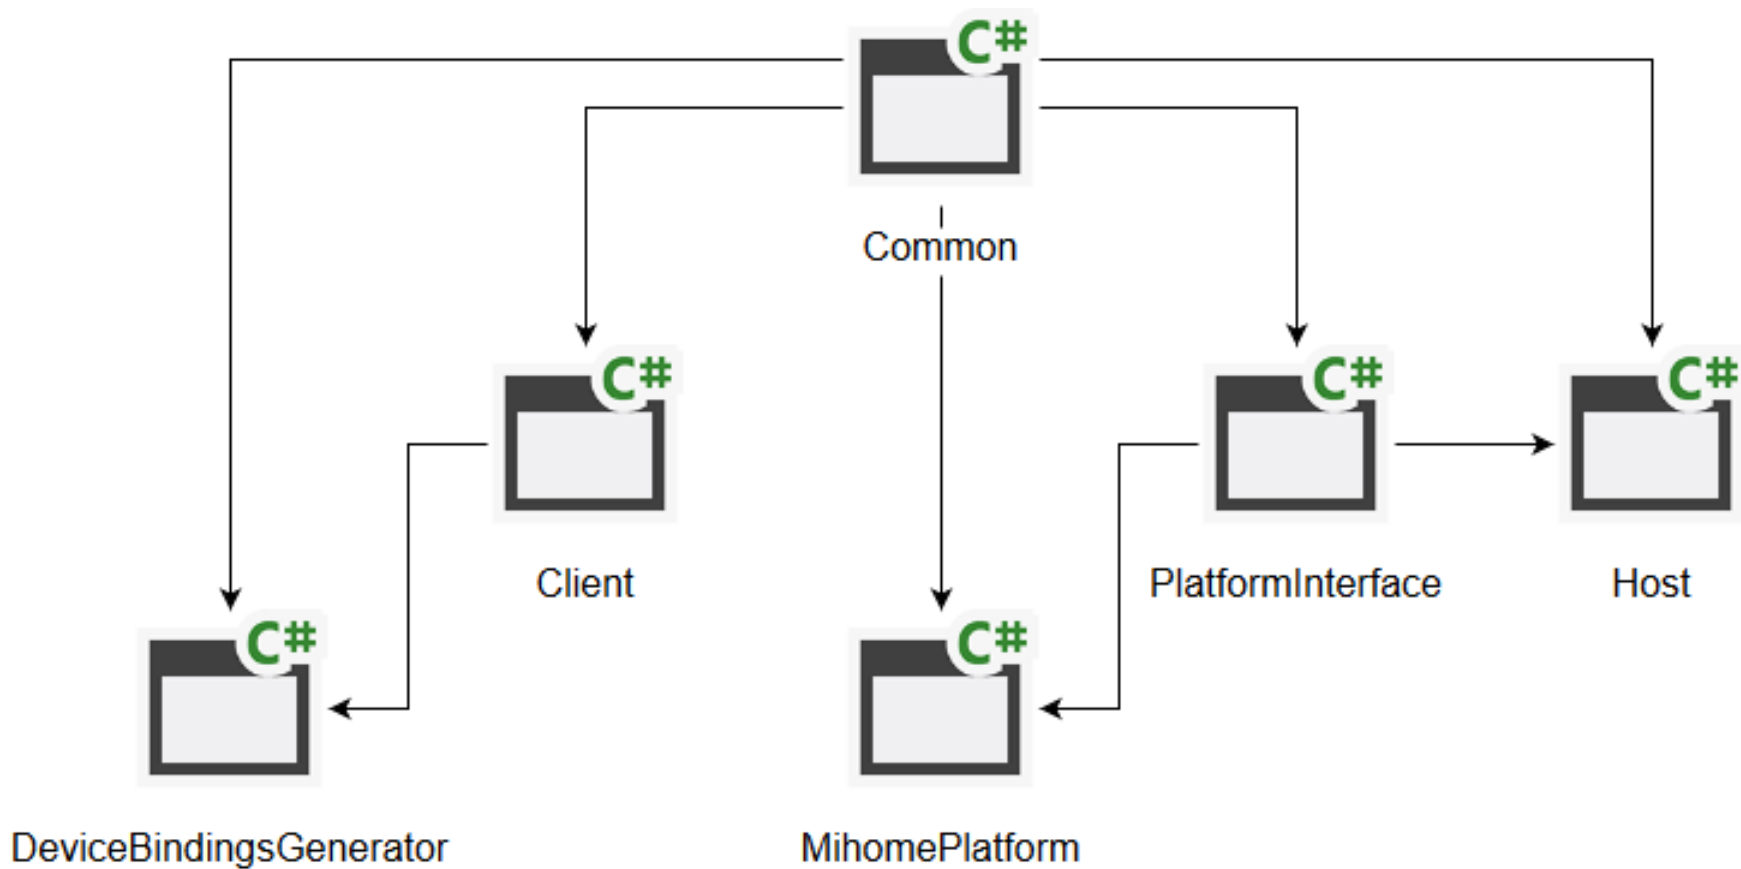 C#
Common
C#
C#
C#
Client
PlatformInterface
Host
C#
C#
DeviceBindingsGenerator
MihomePlatform